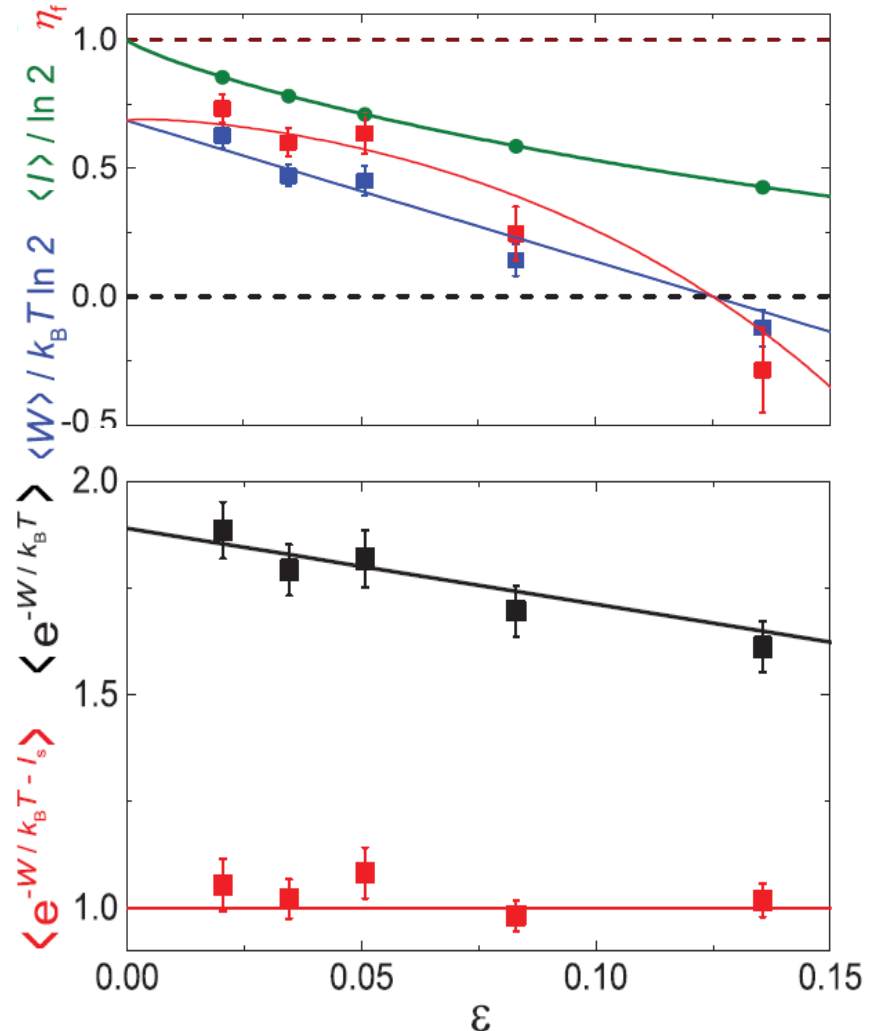 η_f
<I> / ln 2
<W> / k_B T ln 2
1.0
0.5
0.0
-0.5
<e^{-W / k_B T}>
<e^{-W / k_B T - I_s}>
2.0
1.5
1.0
0.00 0.05 0.10 0.15
ε